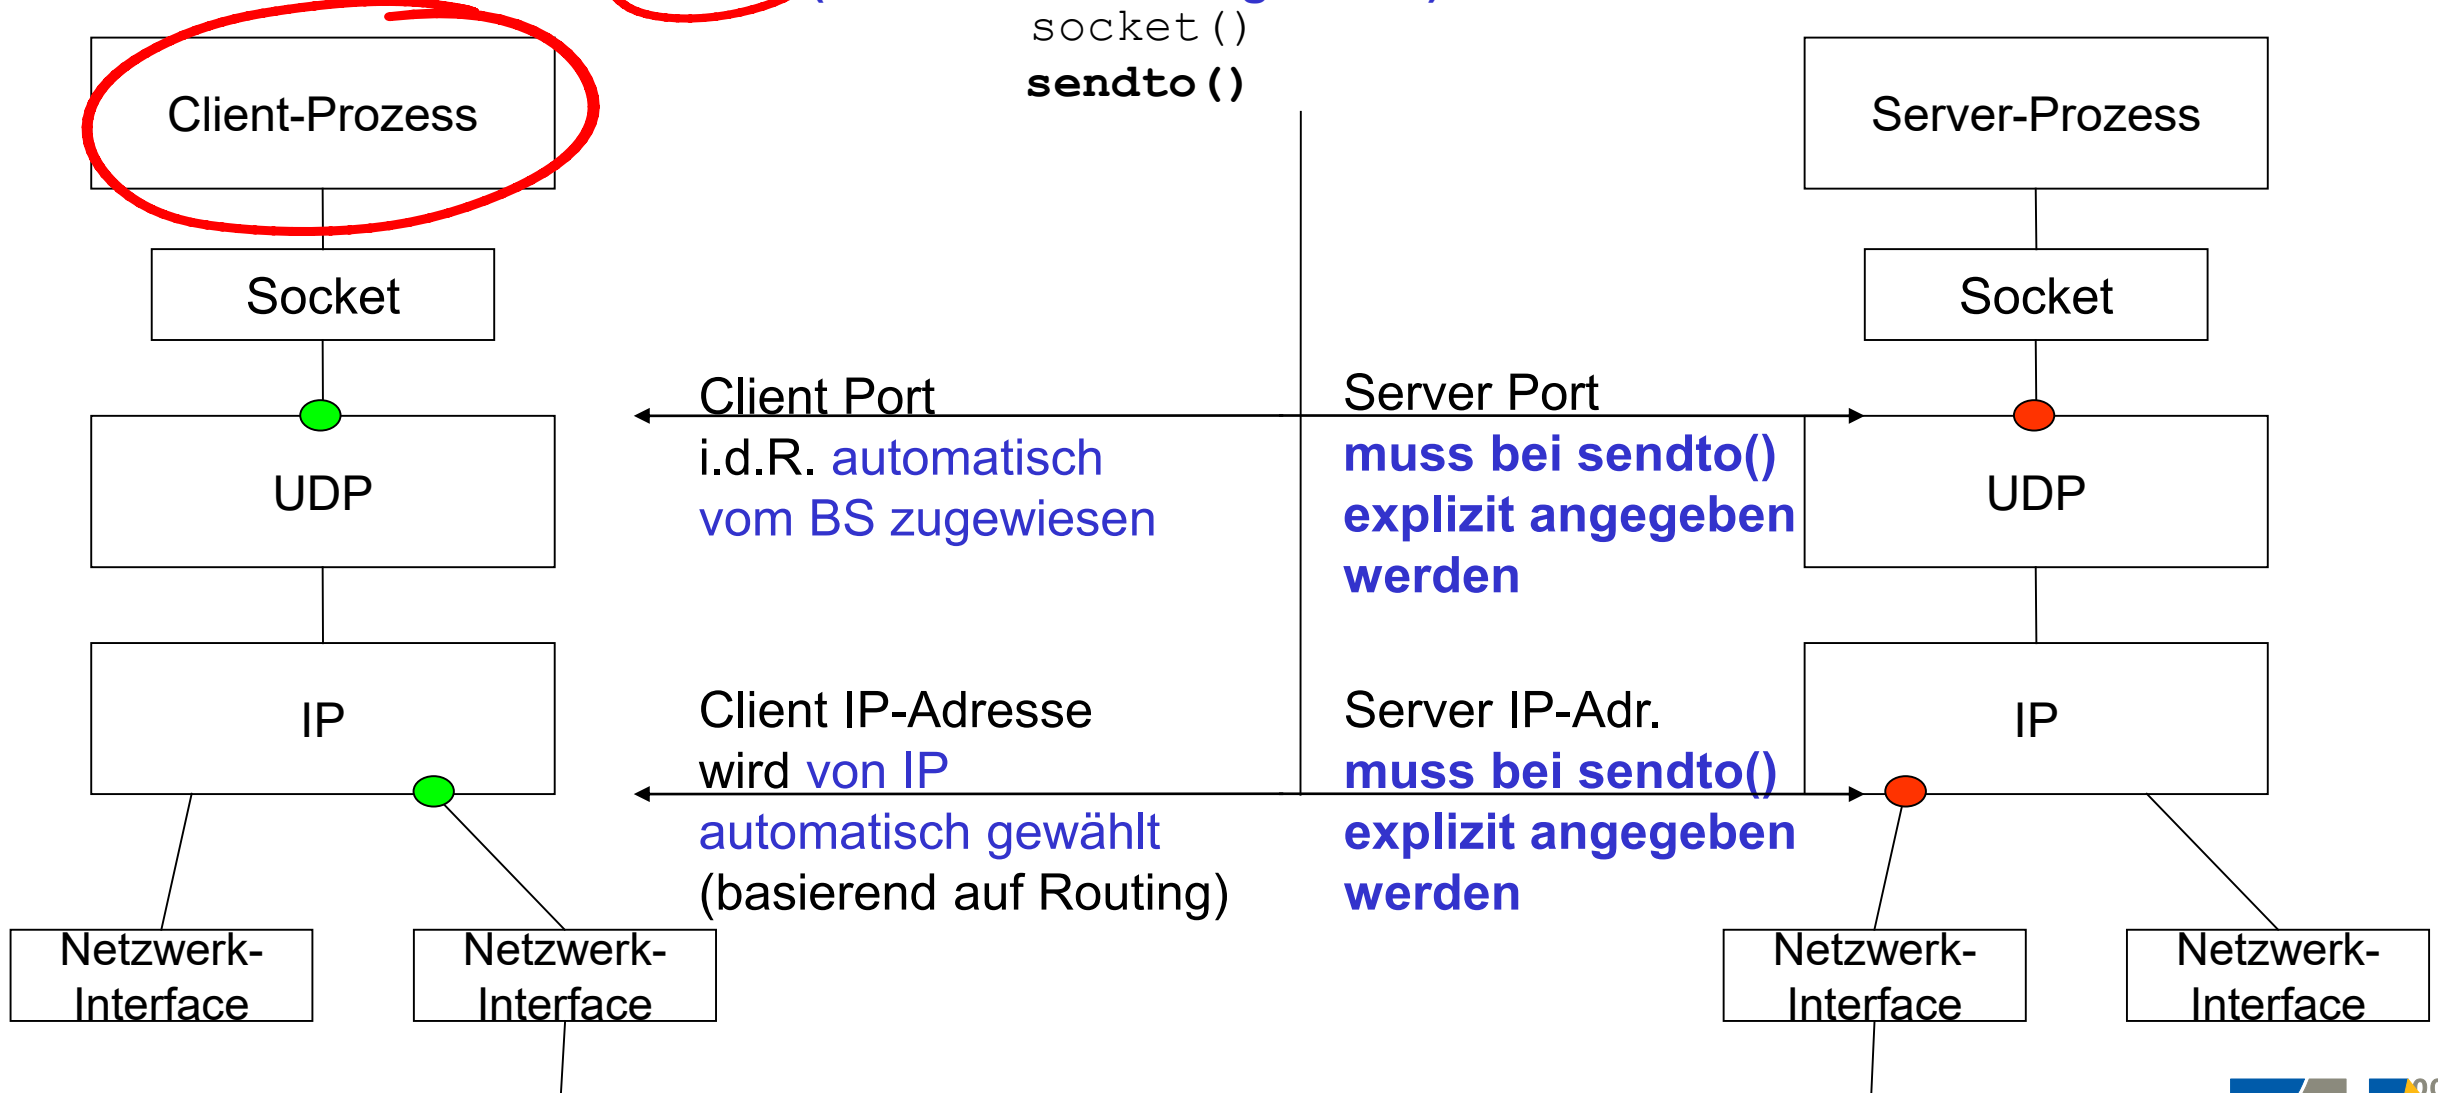 socket()
sendto()
Client-Prozess
Server-Prozess
Socket
Socket
Client Port
i.d.R. automatisch
vom BS zugewiesen
Server Port
muss bei sendto()
explizit angegeben
werden
UDP
UDP
Client IP-Adresse
wird von IP
automatisch gewählt
(basierend auf Routing)
Server IP-Adr.
muss bei sendto()
explizit angegeben
werden
IP
IP
Netzwerk-
Interface
Netzwerk-
Interface
Netzwerk-
Interface
Netzwerk-
Interface